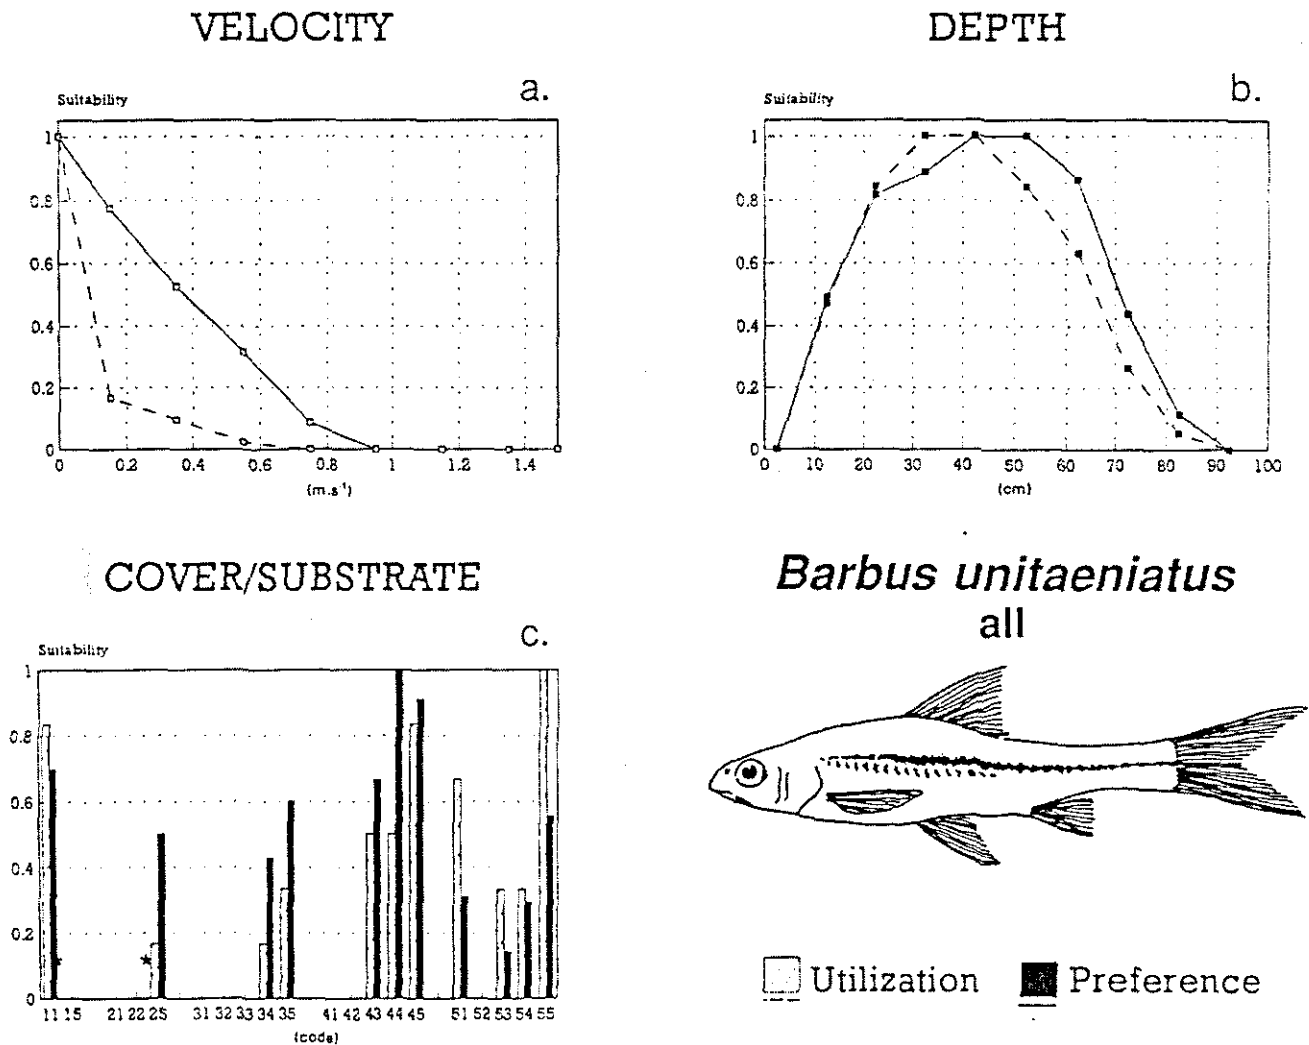 VELOCITY
a.
Suitability
1
0.8
0.6
0.4
0.2
0
0 0.2 0.4 0.6 0.8 1 1.2 1.4
(m.s-1)
DEPTH
b.
Suitability
1
0.8
0.6
0.4
0.2
0
0 10 20 30 40 50 60 70 80 90 100
(cm)
COVER/SUBSTRATE
c.
Suitability
1
0.8
0.6
0.4
0.2
0
* *
11 15 21 22 25 31 32 33 34 35 41 42 43 44 45 51 52 53 54 55
(code)
Barbus unitaeniatus
all
Utilization Preference